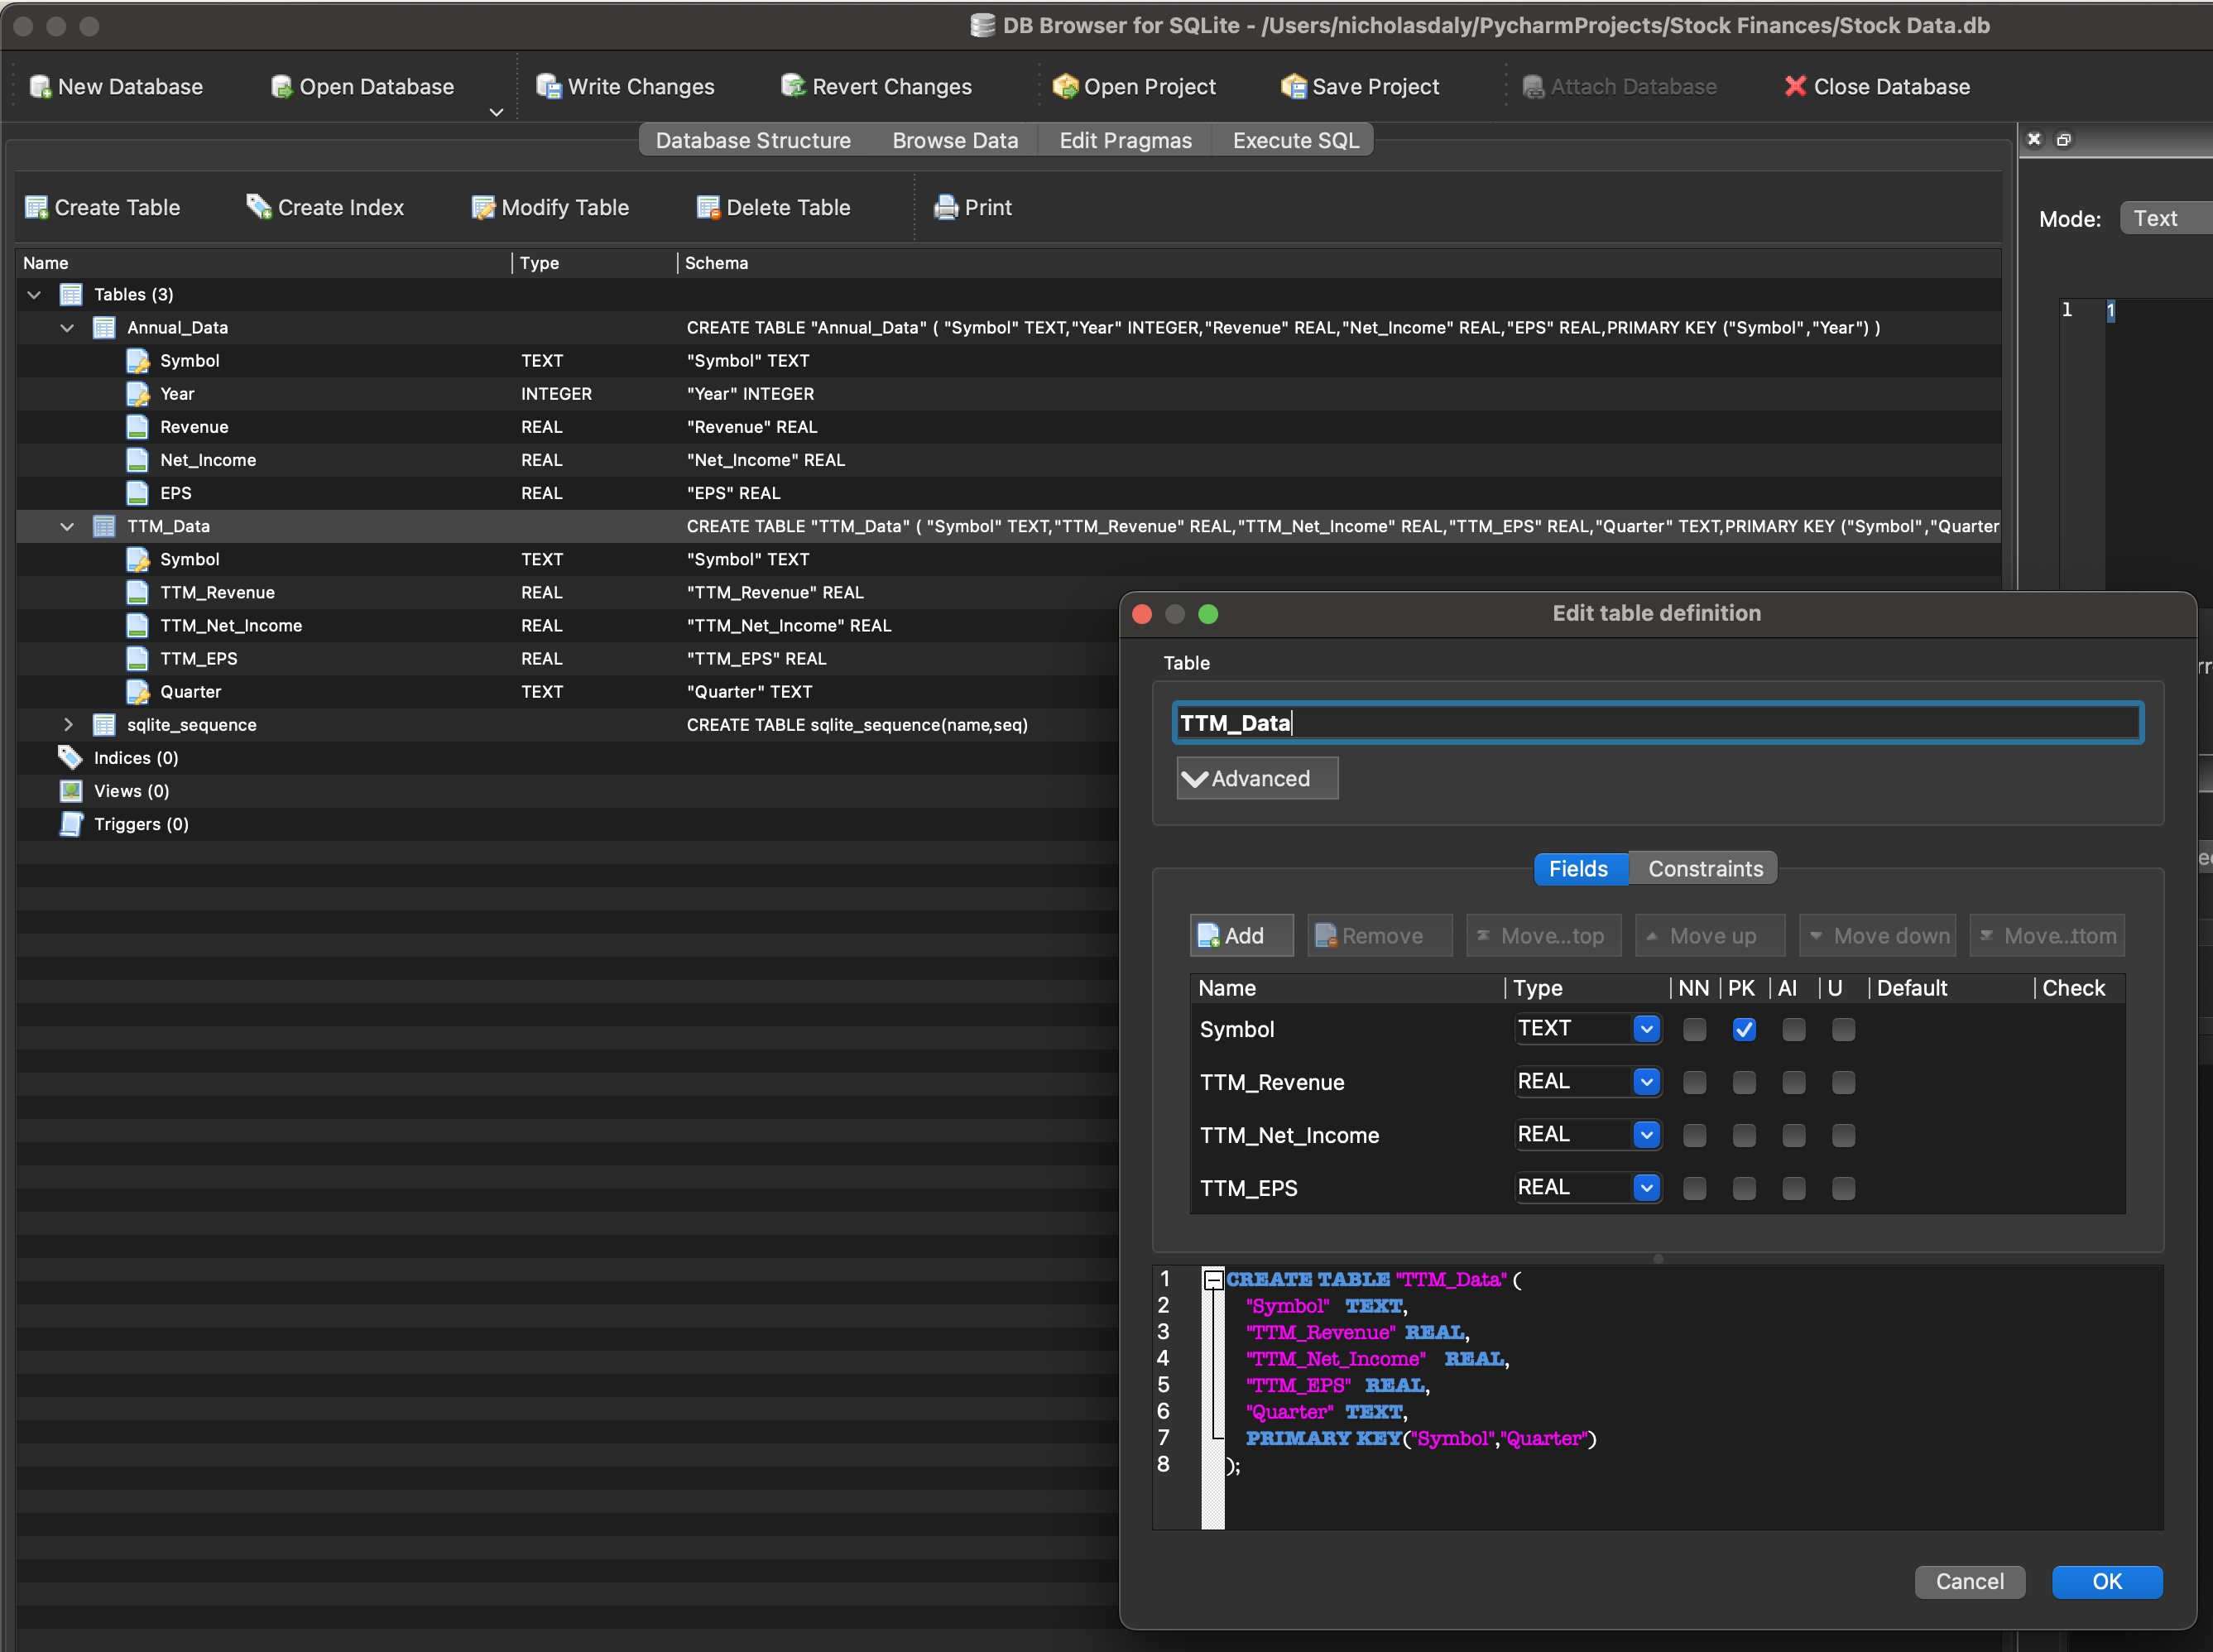 DB Browser for SQLite - /Users/nicholasdaly/PycharmProjects/Stock Finances/Stock Data.db
New Database Open Database Write Changes Revert Changes Open Project Save Project Attach Database Close Database
Database Structure Browse Data Edit Pragmas Execute SQL
Create Table Create Index Modify Table Delete Table Print
Mode: Text
Name Type Schema
Tables (3)
1 1
Annual_Data CREATE TABLE "Annual_Data" ( "Symbol" TEXT,"Year" INTEGER,"Revenue" REAL,"Net_Income" REAL,"EPS" REAL,PRIMARY KEY ("Symbol","Year") )
Symbol TEXT "Symbol" TEXT
Year INTEGER "Year" INTEGER
Revenue REAL "Revenue" REAL
Net_Income REAL "Net_Income" REAL
EPS REAL "EPS" REAL
TTM_Data CREATE TABLE "TTM_Data" ( "Symbol" TEXT,"TTM_Revenue" REAL,"TTM_Net_Income" REAL,"TTM_EPS" REAL,"Quarter" TEXT,PRIMARY KEY ("Symbol","Quarter
Symbol TEXT "Symbol" TEXT
TTM_Revenue REAL "TTM_Revenue" REAL
TTM_Net_Income REAL "TTM_Net_Income" REAL
TTM_EPS REAL "TTM_EPS" REAL
Quarter TEXT "Quarter" TEXT
sqlite_sequence CREATE TABLE sqlite_sequence(name,seq)
Indices (0)
Views (0)
Triggers (0)
Edit table definition
Table
TTM_Data
Advanced
Fields Constraints
Add Remove Move...top Move up Move down Move...ttom
Name Type NN PK AI U Default Check
Symbol TEXT
TTM_Revenue REAL
TTM_Net_Income REAL
TTM_EPS REAL
1 CREATE TABLE "TTM_Data" (
2 "Symbol" TEXT,
3 "TTM_Revenue" REAL,
4 "TTM_Net_Income" REAL,
5 "TTM_EPS" REAL,
6 "Quarter" TEXT,
7 PRIMARY KEY("Symbol","Quarter")
8 );
Cancel OK